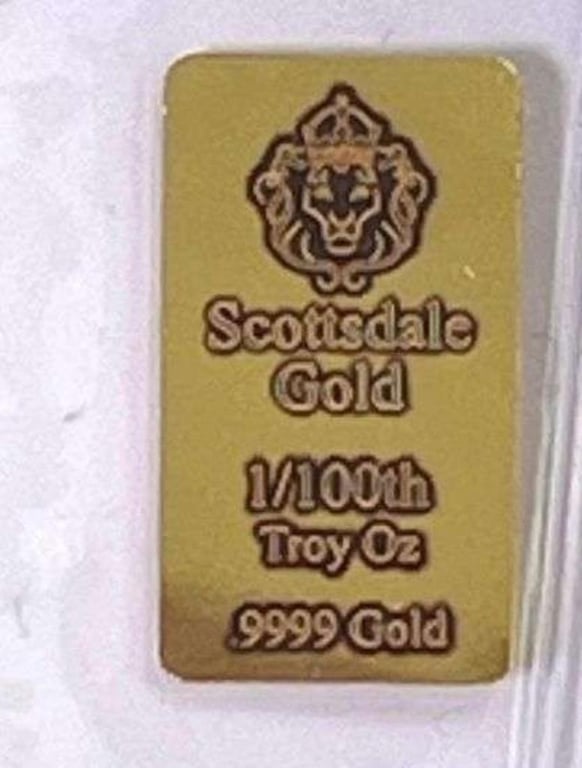 Scottsdale
Gold
1/100th
Troy Oz
.9999 Gold